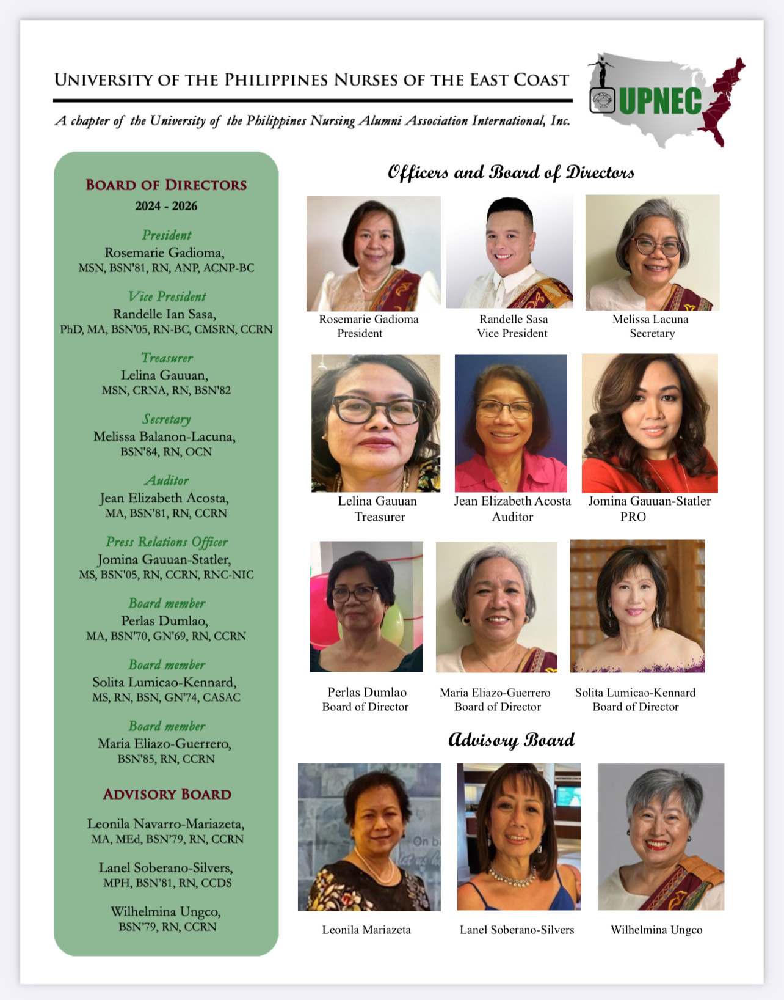 University of the Philippines Nurses of the East Coast
A chapter of the University of the Philippines Nursing Alumni Association International, Inc.
UPNEC
Board of Directors
2024 - 2026
President
Rosemarie Gadioma,
MSN, BSN'81, RN, ANP, ACNP-BC
Vice President
Randelle Ian Sasa,
PhD, MA, BSN'05, RN-BC, CMSRN, CCRN
Treasurer
Lelina Gauuan,
MSN, CRNA, RN, BSN'82
Secretary
Melissa Balanon-Lacuna,
BSN'84, RN, OCN
Auditor
Jean Elizabeth Acosta,
MA, BSN'81, RN, CCRN
Press Relations Officer
Jomina Gauuan-Statler,
MS, BSN'05, RN, CCRN, RNC-NIC
Board member
Perlas Dumlao,
MA, BSN'70, GN'69, RN, CCRN
Board member
Solita Lumicao-Kennard,
MS, RN, BSN, GN'74, CASAC
Board member
Maria Eliazo-Guerrero,
BSN'85, RN, CCRN
Advisory Board
Leonila Navarro-Mariazeta,
MA, MEd, BSN’79, RN, CCRN
Lanel Soberano-Silvers,
MPH, BSN’81, RN, CCDS
Wilhelmina Ungco,
BSN’79, RN, CCRN
Officers and Board of Directors
Rosemarie Gadioma
President
Randelle Sasa
Vice President
Melissa Lacuna
Secretary
Lelina Gauuan
Treasurer
Jean Elizabeth Acosta
Auditor
Jomina Gauuan-Statler
PRO
Perlas Dumlao
Board of Director
Maria Eliazo-Guerrero
Board of Director
Solita Lumicao-Kennard
Board of Director
Advisory Board
On b
let us
Leonila Mariazeta
Lanel Soberano-Silvers
Wilhelmina Ungco